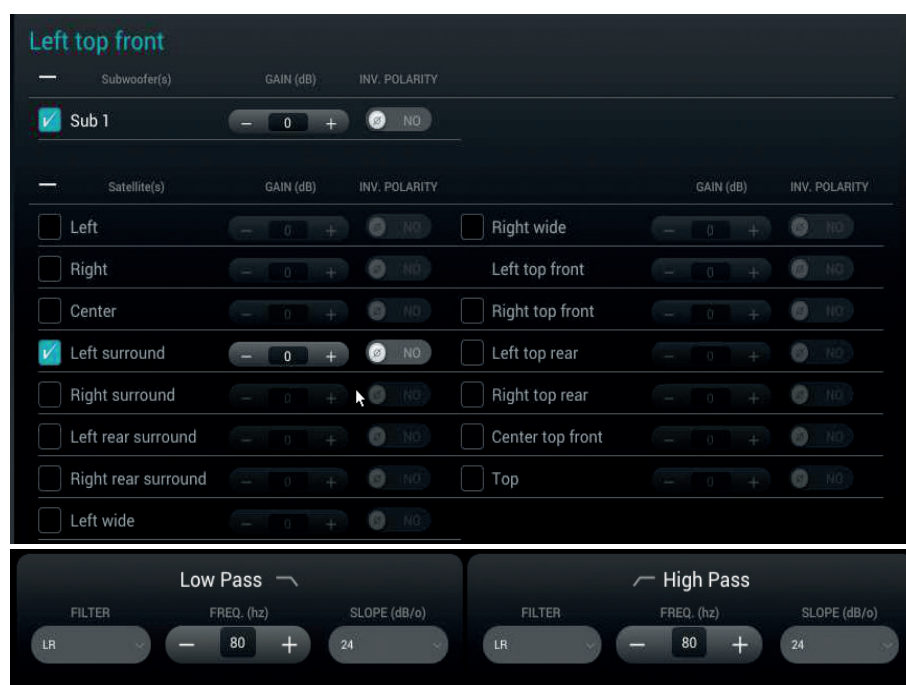 Left top front
Subwoofer(s) GAIN (dB) INV. POLARITY
Sub 1 − 0 + ø NO
Satellite(s) GAIN (dB) INV. POLARITY GAIN (dB) INV. POLARITY
Left − 0 + ø NO Right wide − 0 + ø NO
Right − 0 + ø NO Left top front − 0 + ø NO
Center − 0 + ø NO Right top front − 0 + ø NO
Left surround − 0 + ø NO Left top rear − 0 + ø NO
Right surround − 0 + ø NO Right top rear − 0 + ø NO
Left rear surround − 0 + ø NO Center top front − 0 + ø NO
Right rear surround − 0 + ø NO Top − 0 + ø NO
Left wide − 0 + ø NO
Low Pass High Pass
FILTER FREQ. (hz) SLOPE (dB/o) FILTER FREQ. (hz) SLOPE (dB/o)
LR − 80 + 24 LR − 80 + 24